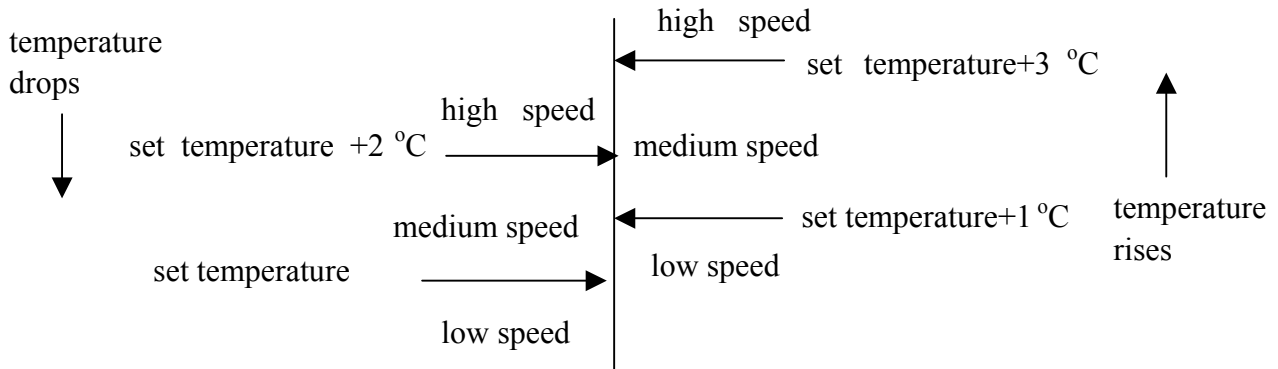 temperature
drops
high speed
set temperature+3 °C
high speed
set temperature +2 °C
medium speed
set temperature+1 °C
temperature
rises
medium speed
low speed
set temperature
low speed